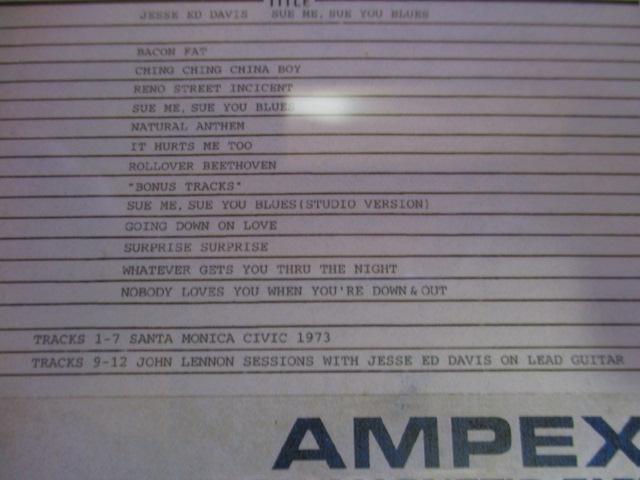 TITLE
JESSE ED DAVIS SUE ME, SUE YOU BLUES
BACON FAT
CHING CHING CHINA BOY
RENO STREET INCICENT
SUE ME, SUE YOU BLUES
NATURAL ANTHEM
IT HURTS ME TOO
ROLLOVER BEETHOVEN
"BONUS TRACKS"
SUE ME, SUE YOU BLUES(STUDIO VERSION)
GOING DOWN ON LOVE
SURPRISE SURPRISE
WHATEVER GETS YOU THRU THE NIGHT
NOBODY LOVES YOU WHEN YOU'RE DOWN & OUT
TRACKS 1-7 SANTA MONICA CIVIC 1973
TRACKS 9-12 JOHN LENNON SESSIONS WITH JESSE ED DAVIS ON LEAD GUITAR
AMPEX